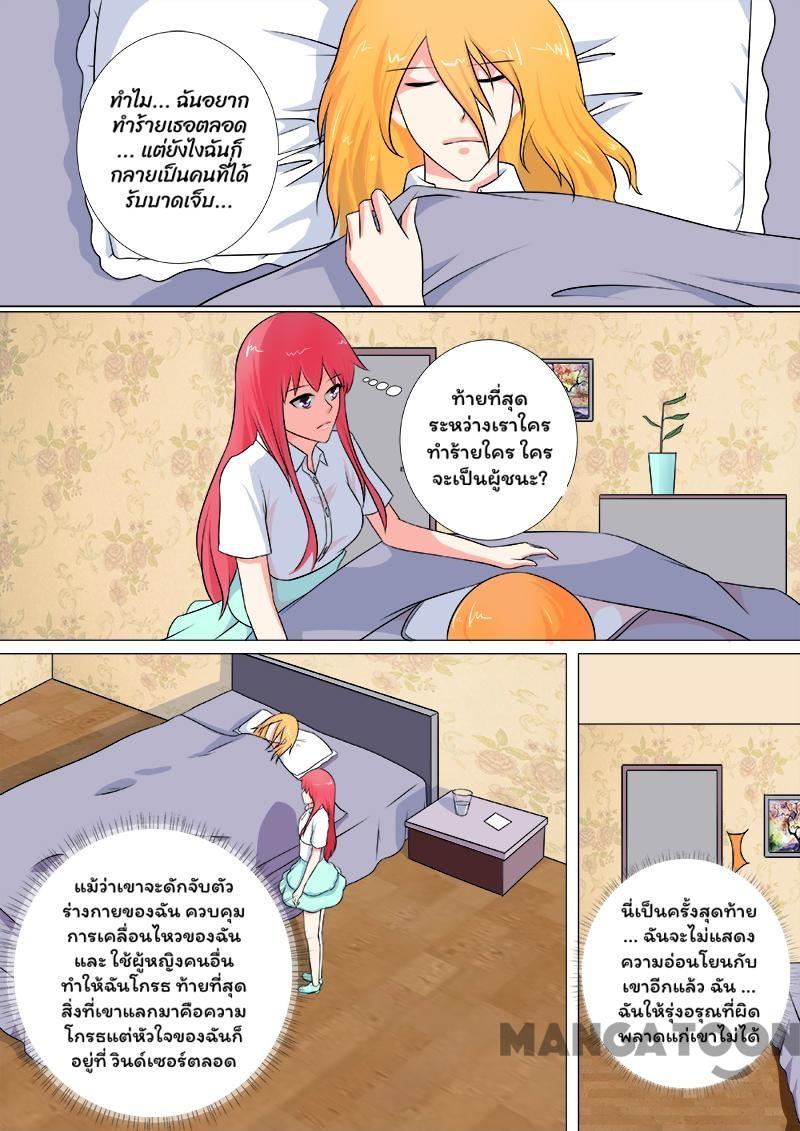 ทำไม... ฉันอยาก
ทำร้ายเธอตลอด
... แต่ยังไงฉันก็
กลายเป็นคนที่ได้
รับบาดเจ็บ...
ท้ายที่สุด
ระหว่างเราใคร
ทำร้ายใคร ใคร
จะเป็นผู้ชนะ?
แม้ว่าเขาจะดักจับตัว
ร่างกายของฉัน ควบคุม
การเคลื่อนไหวของฉัน
และ ใช้ผู้หญิงคนอื่น
ทำให้ฉันโกรธ ท้ายที่สุด
สิ่งที่เขาแลกมาคือความ
โกรธแต่หัวใจของฉันก็
อยู่ที่ วินด์เซอร์ตลอด
นี่เป็นครั้งสุดท้าย
... ฉันจะไม่แสดง
ความอ่อนโยนกับ
เขาอีกแล้ว ฉัน ...
ฉันให้รุ่งอรุณที่ผิด
พลาดแก่เขาไม่ได้
MANGATOON